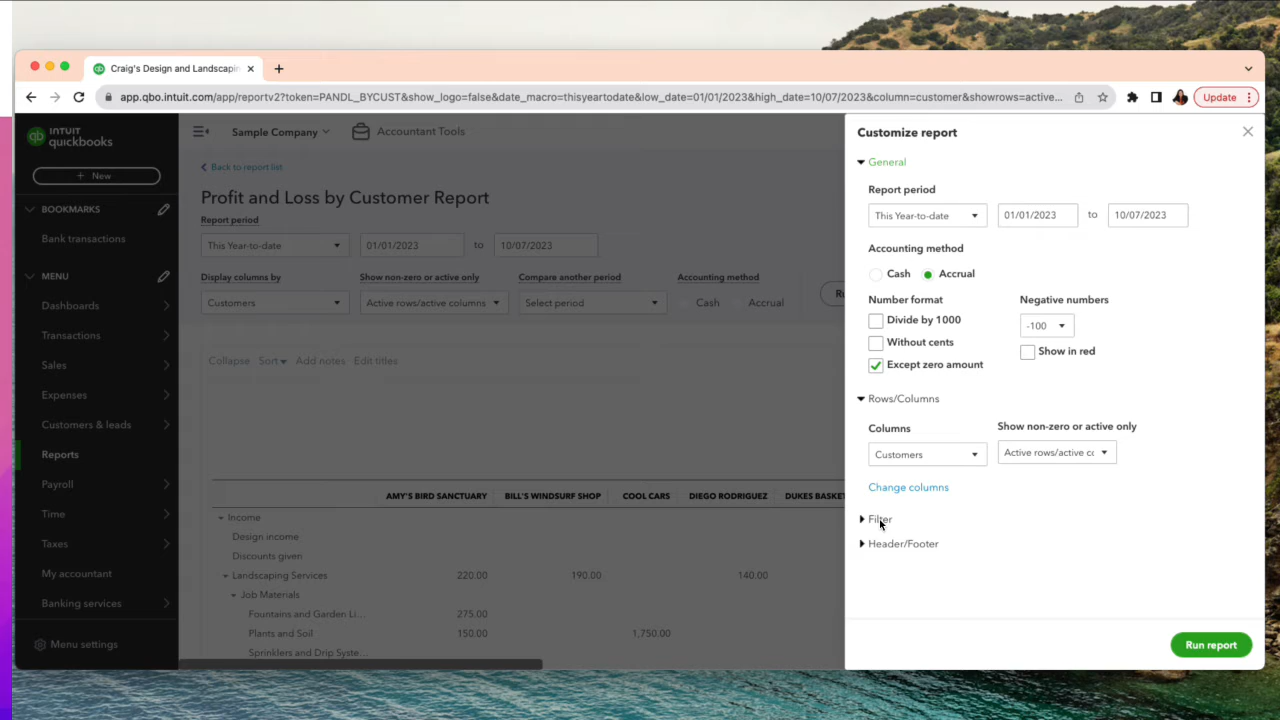 Craig's Design and Landscapin
app.qbo.intuit.com/app/reportv2?token=PANDL_BYCUST&show_logo=false&date_macro=thisyeartodate&low_date=01/01/2023&high_date=10/07/2023&column=customer&showrows=active...
Update
INTUIT
quickbooks
+ New
BOOKMARKS
Bank transactions
MENU
Dashboards
Transactions
Sales
Expenses
Customers & leads
Reports
Payroll
Time
Taxes
My accountant
Banking services
Menu settings
Sample Company
Accountant Tools
Back to report list
Profit and Loss by Customer Report
Report period
This Year-to-date
01/01/2023
to
10/07/2023
Display columns by
Show non-zero or active only
Compare another period
Accounting method
Customers
Active rows/active columns
Select period
Cash
Accrual
Ru
Collapse
Sort
Add notes
Edit titles
AMY'S BIRD SANCTUARY
BILL'S WINDSURF SHOP
COOL CARS
DIEGO RODRIGUEZ
DUKES BASKET
Income
Design income
Discounts given
Landscaping Services 220.00 190.00 140.00
Job Materials
Fountains and Garden Li... 275.00
Plants and Soil 150.00 1,750.00
Sprinklers and Drip Syste...
Customize report
General
Report period
This Year-to-date
01/01/2023
to
10/07/2023
Accounting method
Cash
Accrual
Number format
Negative numbers
Divide by 1000
-100
Without cents
Show in red
Except zero amount
Rows/Columns
Columns
Show non-zero or active only
Customers
Active rows/active cc
Change columns
Filter
Header/Footer
Run report